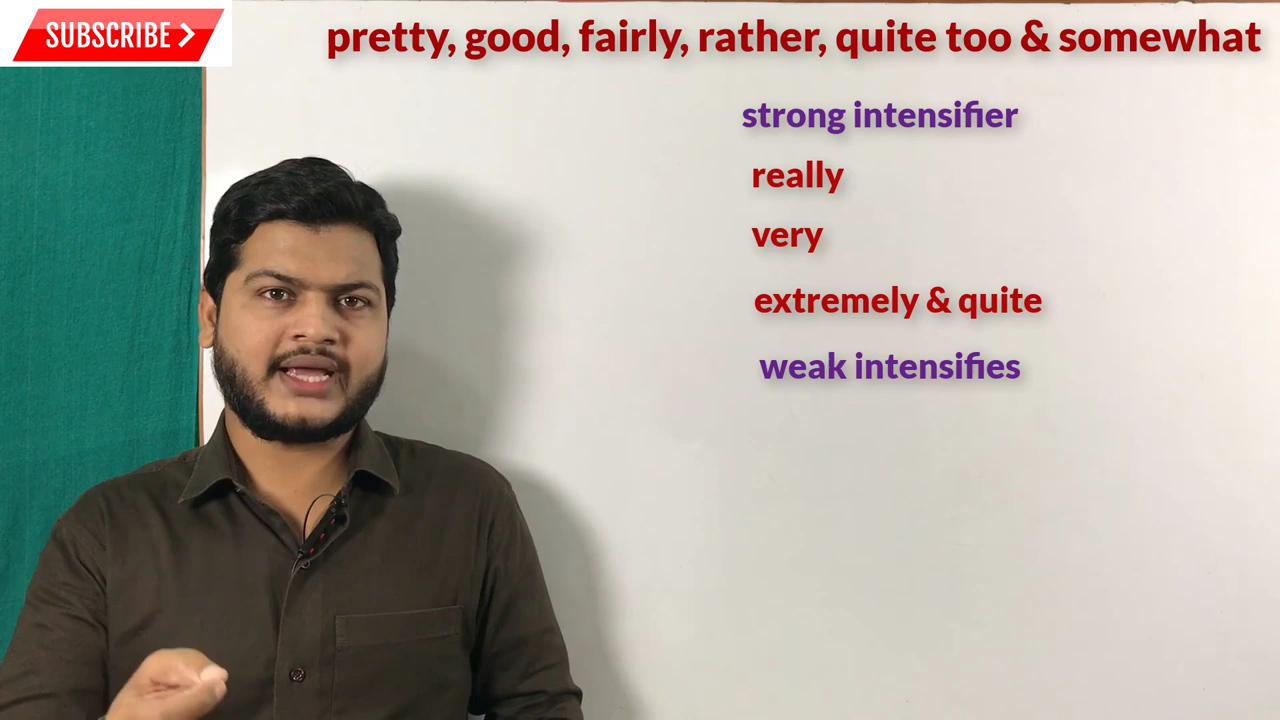 SUBSCRIBE
pretty, good, fairly, rather, quite too & somewhat
strong intensifier
really
very
extremely & quite
weak intensifies